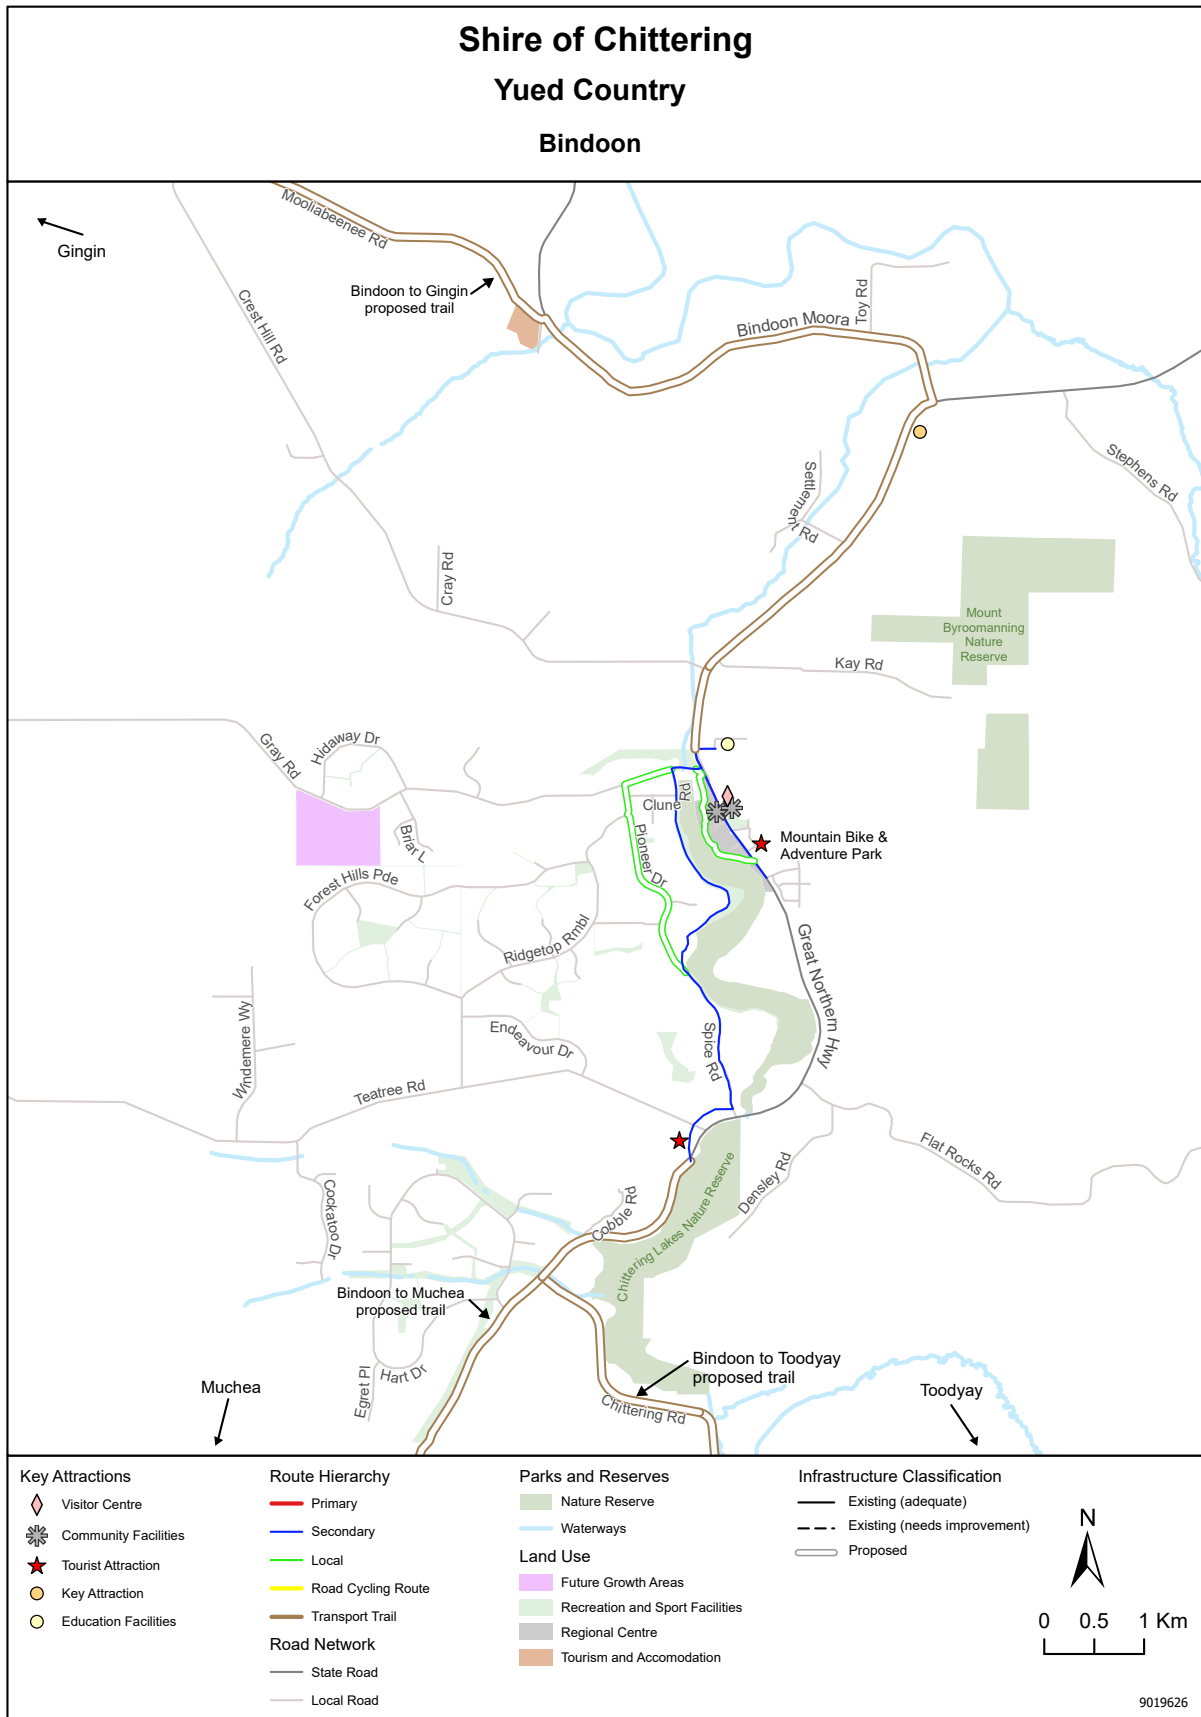 Shire of Chittering
Yued Country
Bindoon
Gingin
Mooliabeenee Rd
Bindoon to Gingin
proposed trail
Crest Hill Rd
Toy Rd
Bindoon Moora
Stephens Rd
Settlement Rd
Cray Rd
Mount
Byroomanning
Nature
Reserve
Kay Rd
Gray Rd
Hidaway Dr
Clune Rd
Briar L
Pioneer Dr
Mountain Bike &
Adventure Park
Forest Hills Pde
Ridgetop Rmbl
Great Northern Hwy
Windemere Wy
Endeavour Dr
Spice Rd
Teatree Rd
Flat Rocks Rd
Densley Rd
Cockatoo Dr
Cobble Rd
Chittering Lakes Nature Reserve
Bindoon to Muchea
proposed trail
Bindoon to Toodyay
proposed trail
Hart Dr
Egret Pl
Muchea
Chittering Rd
Toodyay
Key Attractions
Visitor Centre
Community Facilities
Tourist Attraction
Key Attraction
Education Facilities
Route Hierarchy
Primary
Secondary
Local
Road Cycling Route
Transport Trail
Road Network
State Road
Local Road
Parks and Reserves
Nature Reserve
Waterways
Land Use
Future Growth Areas
Recreation and Sport Facilities
Regional Centre
Tourism and Accomodation
Infrastructure Classification
Existing (adequate)
Existing (needs improvement)
Proposed
N
0 0.5 1 Km
9019626